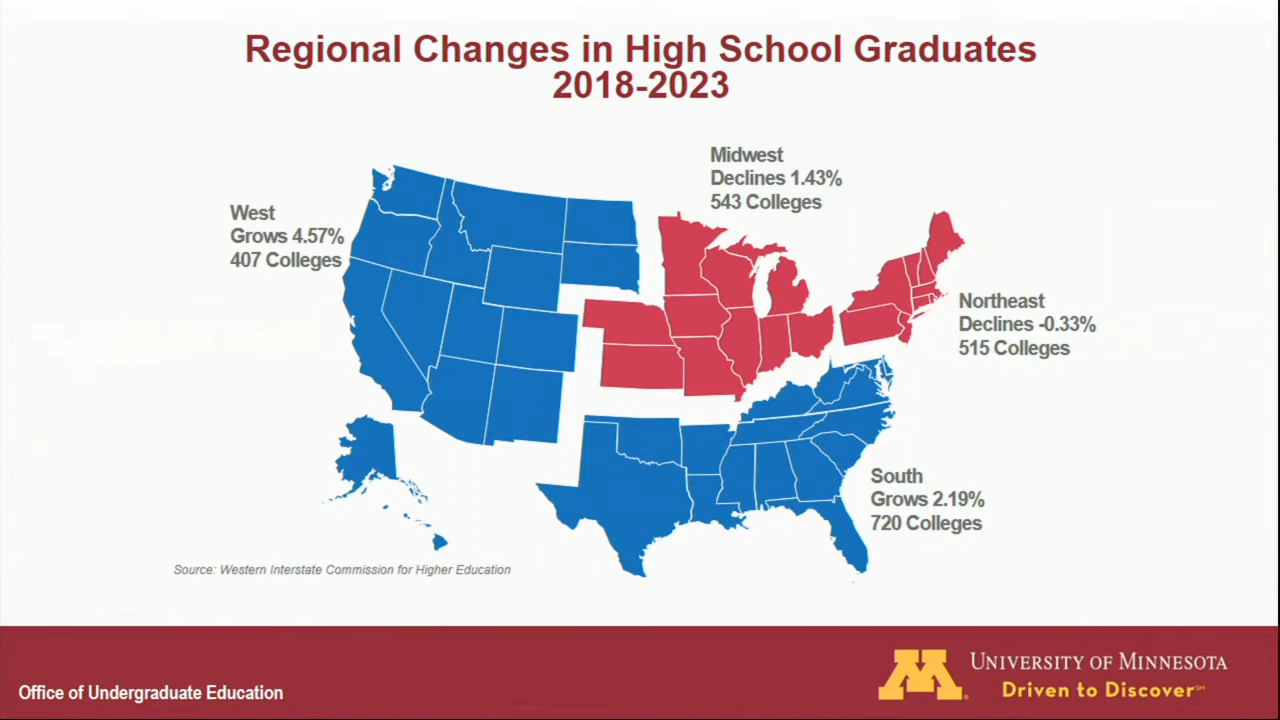 Regional Changes in High School Graduates
2018-2023
Midwest
Declines 1.43%
543 Colleges
West
Grows 4.57%
407 Colleges
Northeast
Declines -0.33%
515 Colleges
South
Grows 2.19%
720 Colleges
Source: Western Interstate Commission for Higher Education
Office of Undergraduate Education
M
UNIVERSITY OF MINNESOTA
Driven to Discover℠